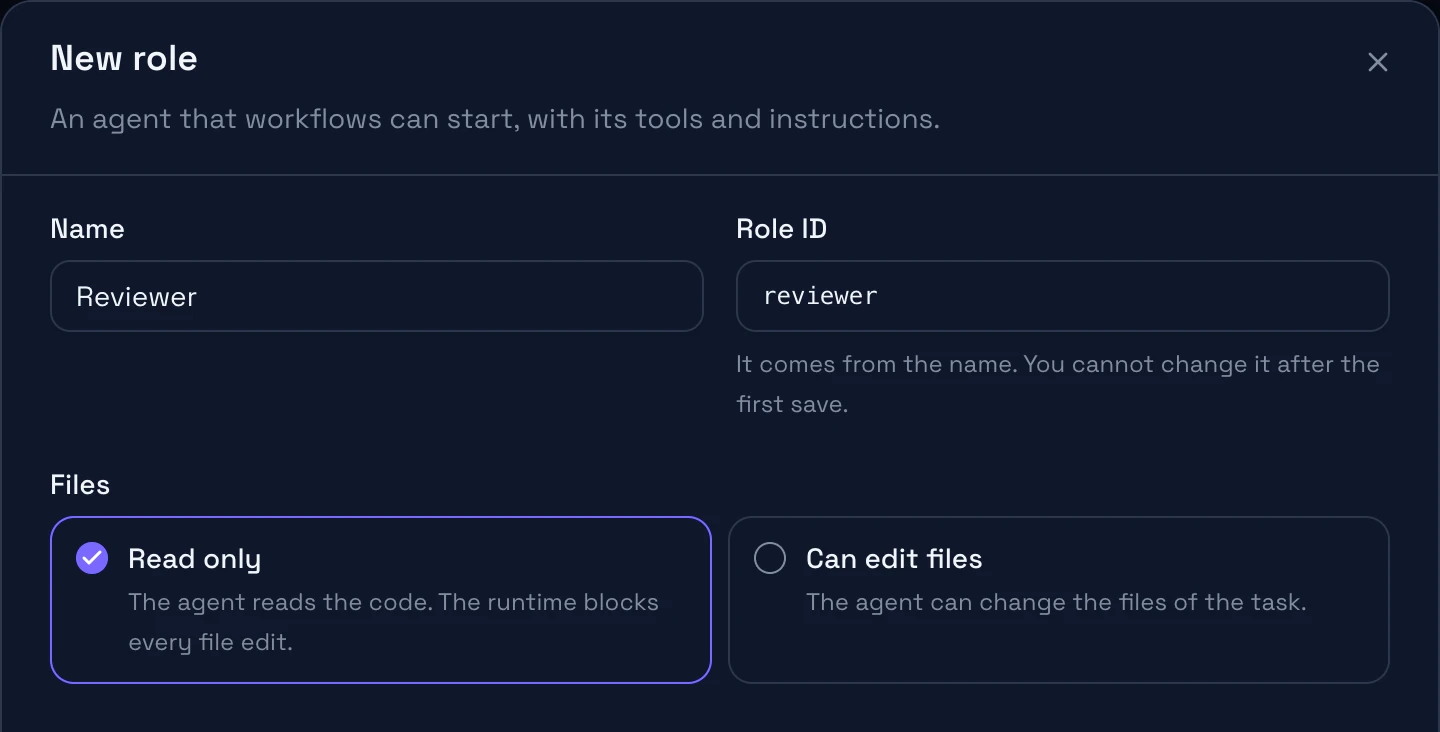 New role
An agent that workflows can start, with its tools and instructions.
Name
Reviewer
Role ID
reviewer
It comes from the name. You cannot change it after the
first save.
Files
Read only
The agent reads the code. The runtime blocks
every file edit.
Can edit files
The agent can change the files of the task.